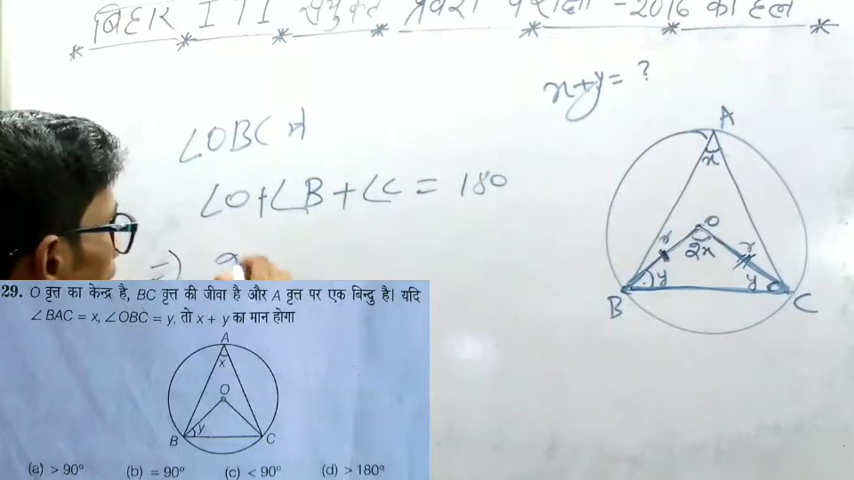 बिहार ITI संयुक्त प्रवेश परीक्षा -2016 का हल
x+y= ?
∠OBC में
∠O+∠B+∠C = 180
=)
A
x
O
2x
r
r
y
y
B
C
29. O वृत्त का केन्द्र है, BC वृत्त की जीवा है और A वृत्त पर एक बिन्दु है। यदि
∠BAC = x, ∠OBC = y, तो x + y का मान होगा
A
x
O
y
B
C
(a) > 90° (b) = 90° (c) < 90° (d) > 180°